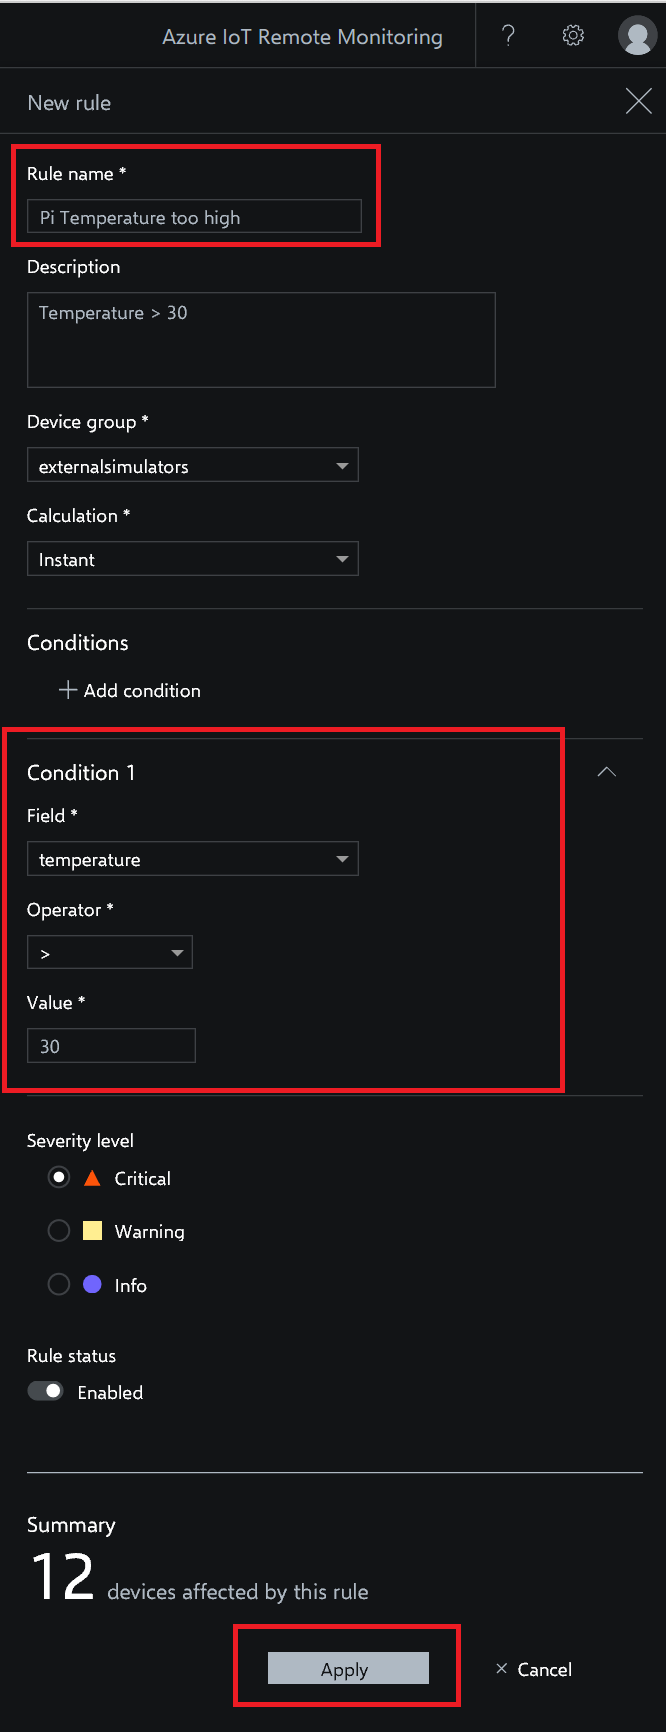 Azure IoT Remote Monitoring ?
New rule
Rule name *
Pi Temperature too high
Description
Temperature > 30
Device group *
externalsimulators
Calculation *
Instant
Conditions
+ Add condition
Condition 1
Field *
temperature
Operator *
>
Value *
30
Severity level
Critical
Warning
Info
Rule status
Enabled
Summary
12 devices affected by this rule
Apply × Cancel